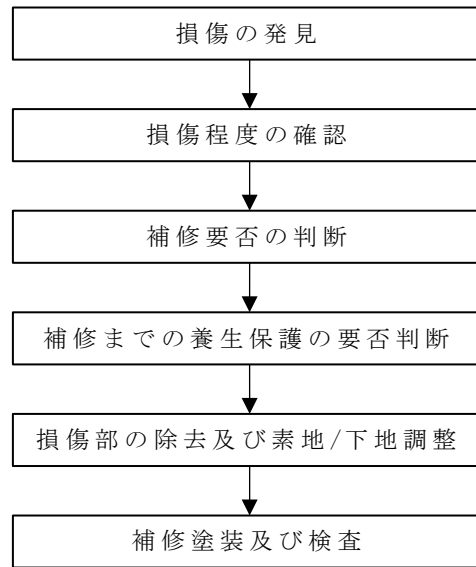 損傷の発見
損傷程度の確認
補修要否の判断
補修までの養生保護の要否判断
損傷部の除去及び素地/下地調整
補修塗装及び検査